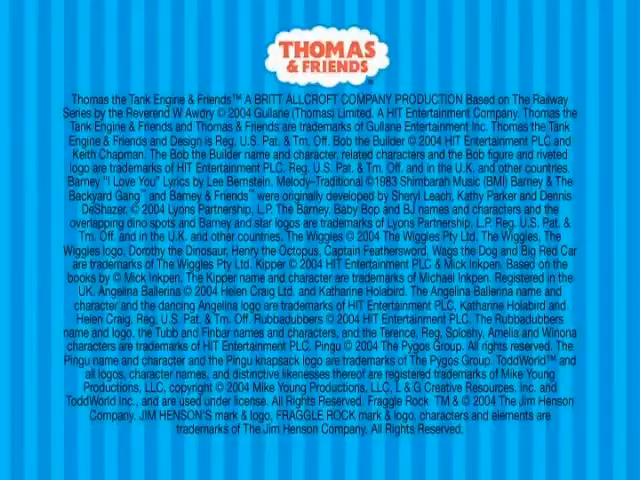 THOMAS
& FRIENDS
Thomas the Tank Engine & Friends™ A BRITT ALLCROFT COMPANY PRODUCTION Based on The Railway
Series by the Reverend W Awdry © 2004 Gullane (Thomas) Limited. A HIT Entertainment Company. Thomas the
Tank Engine & Friends and Thomas & Friends are trademarks of Gullane Entertainment Inc. Thomas the Tank
Engine & Friends and Design is Reg. U.S. Pat. & Tm. Off. Bob the Builder © 2004 HIT Entertainment PLC and
Keith Chapman. The Bob the Builder name and character, related characters and the Bob figure and riveted
logo are trademarks of HIT Entertainment PLC. Reg. U.S. Pat. & Tm. Off. and in the U.K. and other countries.
Barney "I Love You" Lyrics by Lee Bernstein. Melody–Traditional ©1983 Shimbarah Music (BMI) Barney & The
Backyard Gang™ and Barney & Friends™ were originally developed by Sheryl Leach, Kathy Parker and Dennis
DeShazer. © 2004 Lyons Partnership, L.P. The Barney, Baby Bop and BJ names and characters and the
overlapping dino spots and Barney and star logos are trademarks of Lyons Partnership, L.P. Reg. U.S. Pat. &
Tm. Off. and in the U.K. and other countries. The Wiggles © 2004 The Wiggles Pty Ltd. The Wiggles, The
Wiggles logo, Dorothy the Dinosaur, Henry the Octopus, Captain Feathersword, Wags the Dog and Big Red Car
are trademarks of The Wiggles Pty Ltd. Kipper © 2004 HIT Entertainment PLC & Mick Inkpen. Based on the
books by © Mick Inkpen. The Kipper name and character are trademarks of Michael Inkpen. Registered in the
UK. Angelina Ballerina © 2004 Helen Craig Ltd. and Katharine Holabird. The Angelina Ballerina name and
character and the dancing Angelina logo are trademarks of HIT Entertainment PLC, Katharine Holabird and
Helen Craig. Reg. U.S. Pat. & Tm. Off. Rubbadubbers © 2004 HIT Entertainment PLC. The Rubbadubbers
name and logo, the Tubb and Finbar names and characters, and the Terence, Reg, Sploshy, Amelia and Winona
characters are trademarks of HIT Entertainment PLC. Pingu © 2004 The Pygos Group. All rights reserved. The
Pingu name and character and the Pingu knapsack logo are trademarks of The Pygos Group. ToddWorld™ and
all logos, character names, and distinctive likenesses thereof are registered trademarks of Mike Young
Productions, LLC, copyright © 2004 Mike Young Productions, LLC, L & G Creative Resources, Inc. and
ToddWorld Inc., and are used under license. All Rights Reserved. Fraggle Rock TM & © 2004 The Jim Henson
Company. JIM HENSON'S mark & logo, FRAGGLE ROCK mark & logo, characters and elements are
trademarks of The Jim Henson Company. All Rights Reserved.